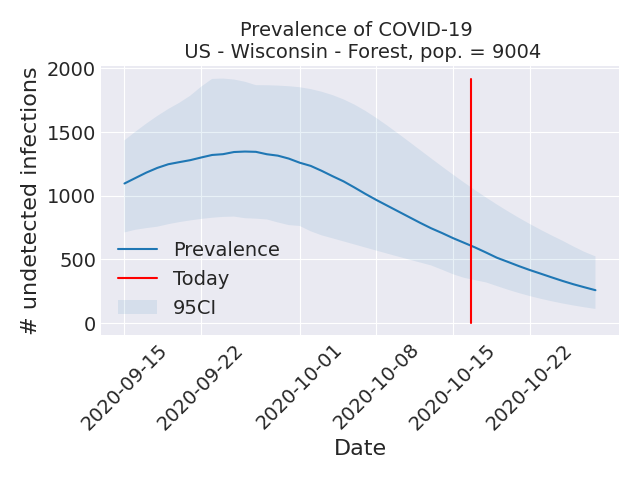 Prevalence of COVID-19
US - Wisconsin - Forest, pop. = 9004
# undetected infections
2000
1500
1000
500
0
Prevalence
Today
95CI
2020-09-15
2020-09-22
2020-10-01
2020-10-08
2020-10-15
2020-10-22
Date